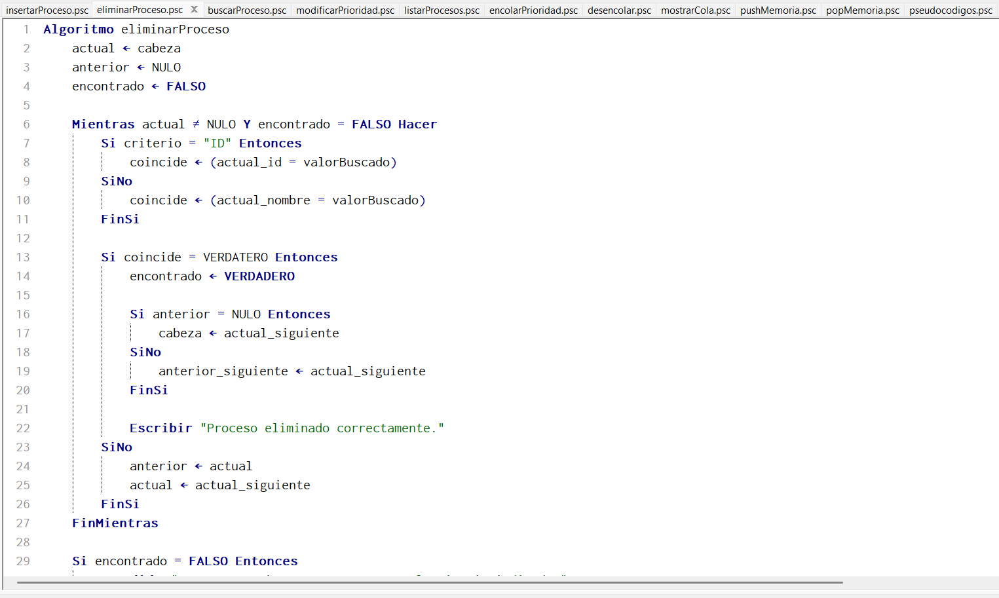 insertarProceso.psc eliminarProceso.psc X buscarProceso.psc modificarPrioridad.psc listarProcesos.psc encolarPrioridad.psc desencolar.psc mostrarCola.psc pushMemoria.psc popMemoria.psc pseudocodigos.psc
1 Algoritmo eliminarProceso
2 actual ← cabeza
3 anterior ← NULO
4 encontrado ← FALSO
5
6 Mientras actual ≠ NULO Y encontrado = FALSO Hacer
7 Si criterio = "ID" Entonces
8 coincide ← (actual_id = valorBuscado)
9 SiNo
10 coincide ← (actual_nombre = valorBuscado)
11 FinSi
12
13 Si coincide = VERDATERO Entonces
14 encontrado ← VERDADERO
15
16 Si anterior = NULO Entonces
17 cabeza ← actual_siguiente
18 SiNo
19 anterior_siguiente ← actual_siguiente
20 FinSi
21
22 Escribir "Proceso eliminado correctamente."
23 SiNo
24 anterior ← actual
25 actual ← actual_siguiente
26 FinSi
27 FinMientras
28
29 Si encontrado = FALSO Entonces